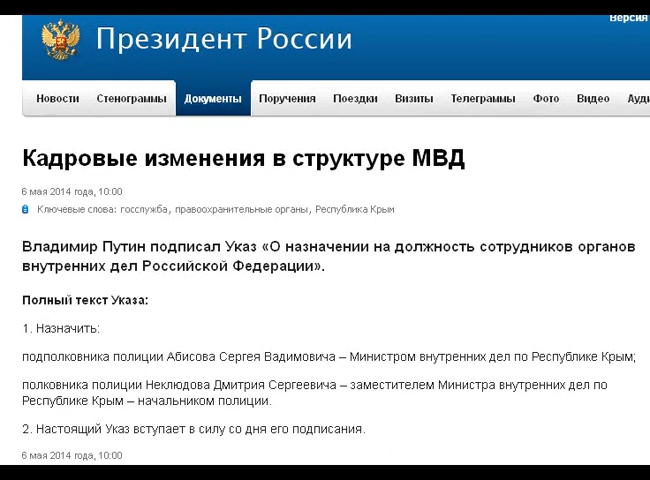 Версия
Президент России
Новости Стенограммы Документы Поручения Поездки Визиты Телеграммы Фото Видео Ауди
Кадровые изменения в структуре МВД
6 мая 2014 года, 10:00
Ключевые слова: госслужба, правоохранительные органы, Республика Крым
Владимир Путин подписал Указ «О назначении на должность сотрудников органов
внутренних дел Российской Федерации».
Полный текст Указа:
1. Назначить:
подполковника полиции Абисова Сергея Вадимовича – Министром внутренних дел по Республике Крым;
полковника полиции Неклюдова Дмитрия Сергеевича – заместителем Министра внутренних дел по
Республике Крым – начальником полиции.
2. Настоящий Указ вступает в силу со дня его подписания.
6 мая 2014 года, 10:00